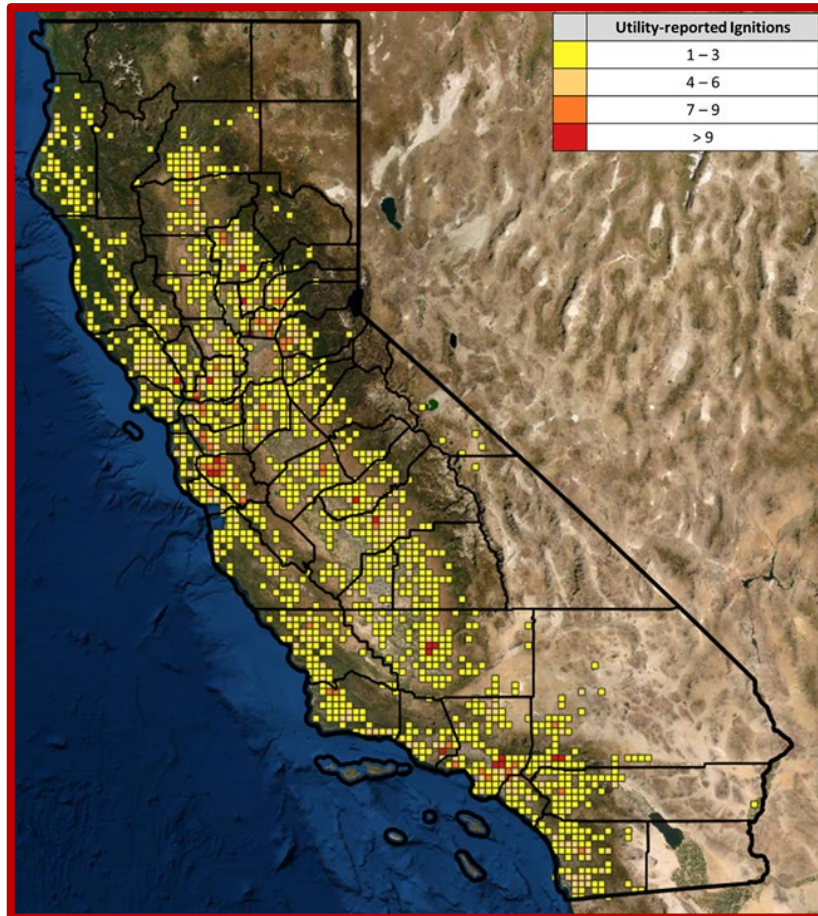 Utility-reported Ignitions
1 – 3
4 – 6
7 – 9
> 9